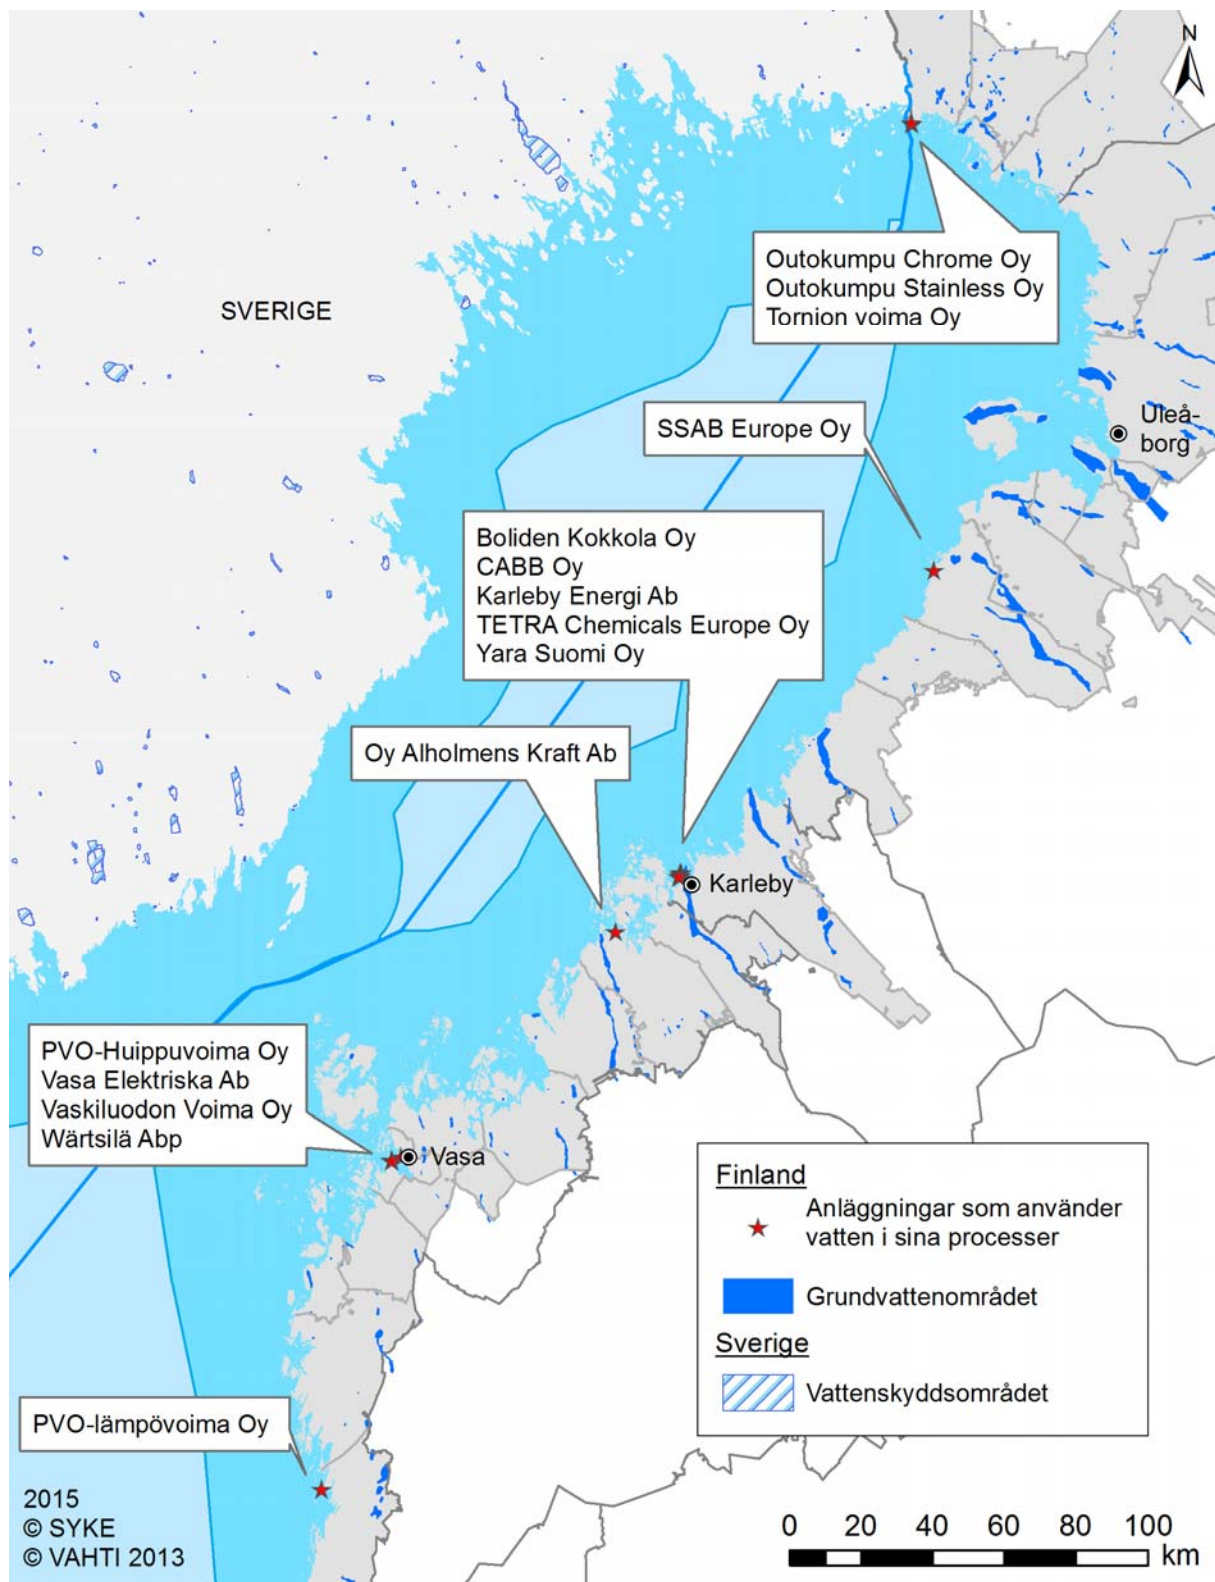 N
Outokumpu Chrome Oy
Outokumpu Stainless Oy
Tornion voima Oy
SVERIGE
SSAB Europe Oy
Uleå-
borg
Boliden Kokkola Oy
CABB Oy
Karleby Energi Ab
TETRA Chemicals Europe Oy
Yara Suomi Oy
Oy Alholmens Kraft Ab
Karleby
PVO-Huippuvoima Oy
Vasa Elektriska Ab
Vaskiluodon Voima Oy
Wärtsilä Abp
Vasa
Finland
Anläggningar som använder
vatten i sina processer
Grundvattenområdet
Sverige
Vattenskyddsområdet
PVO-lämpövoima Oy
2015
© SYKE
© VAHTI 2013
0 20 40 60 80 100
km